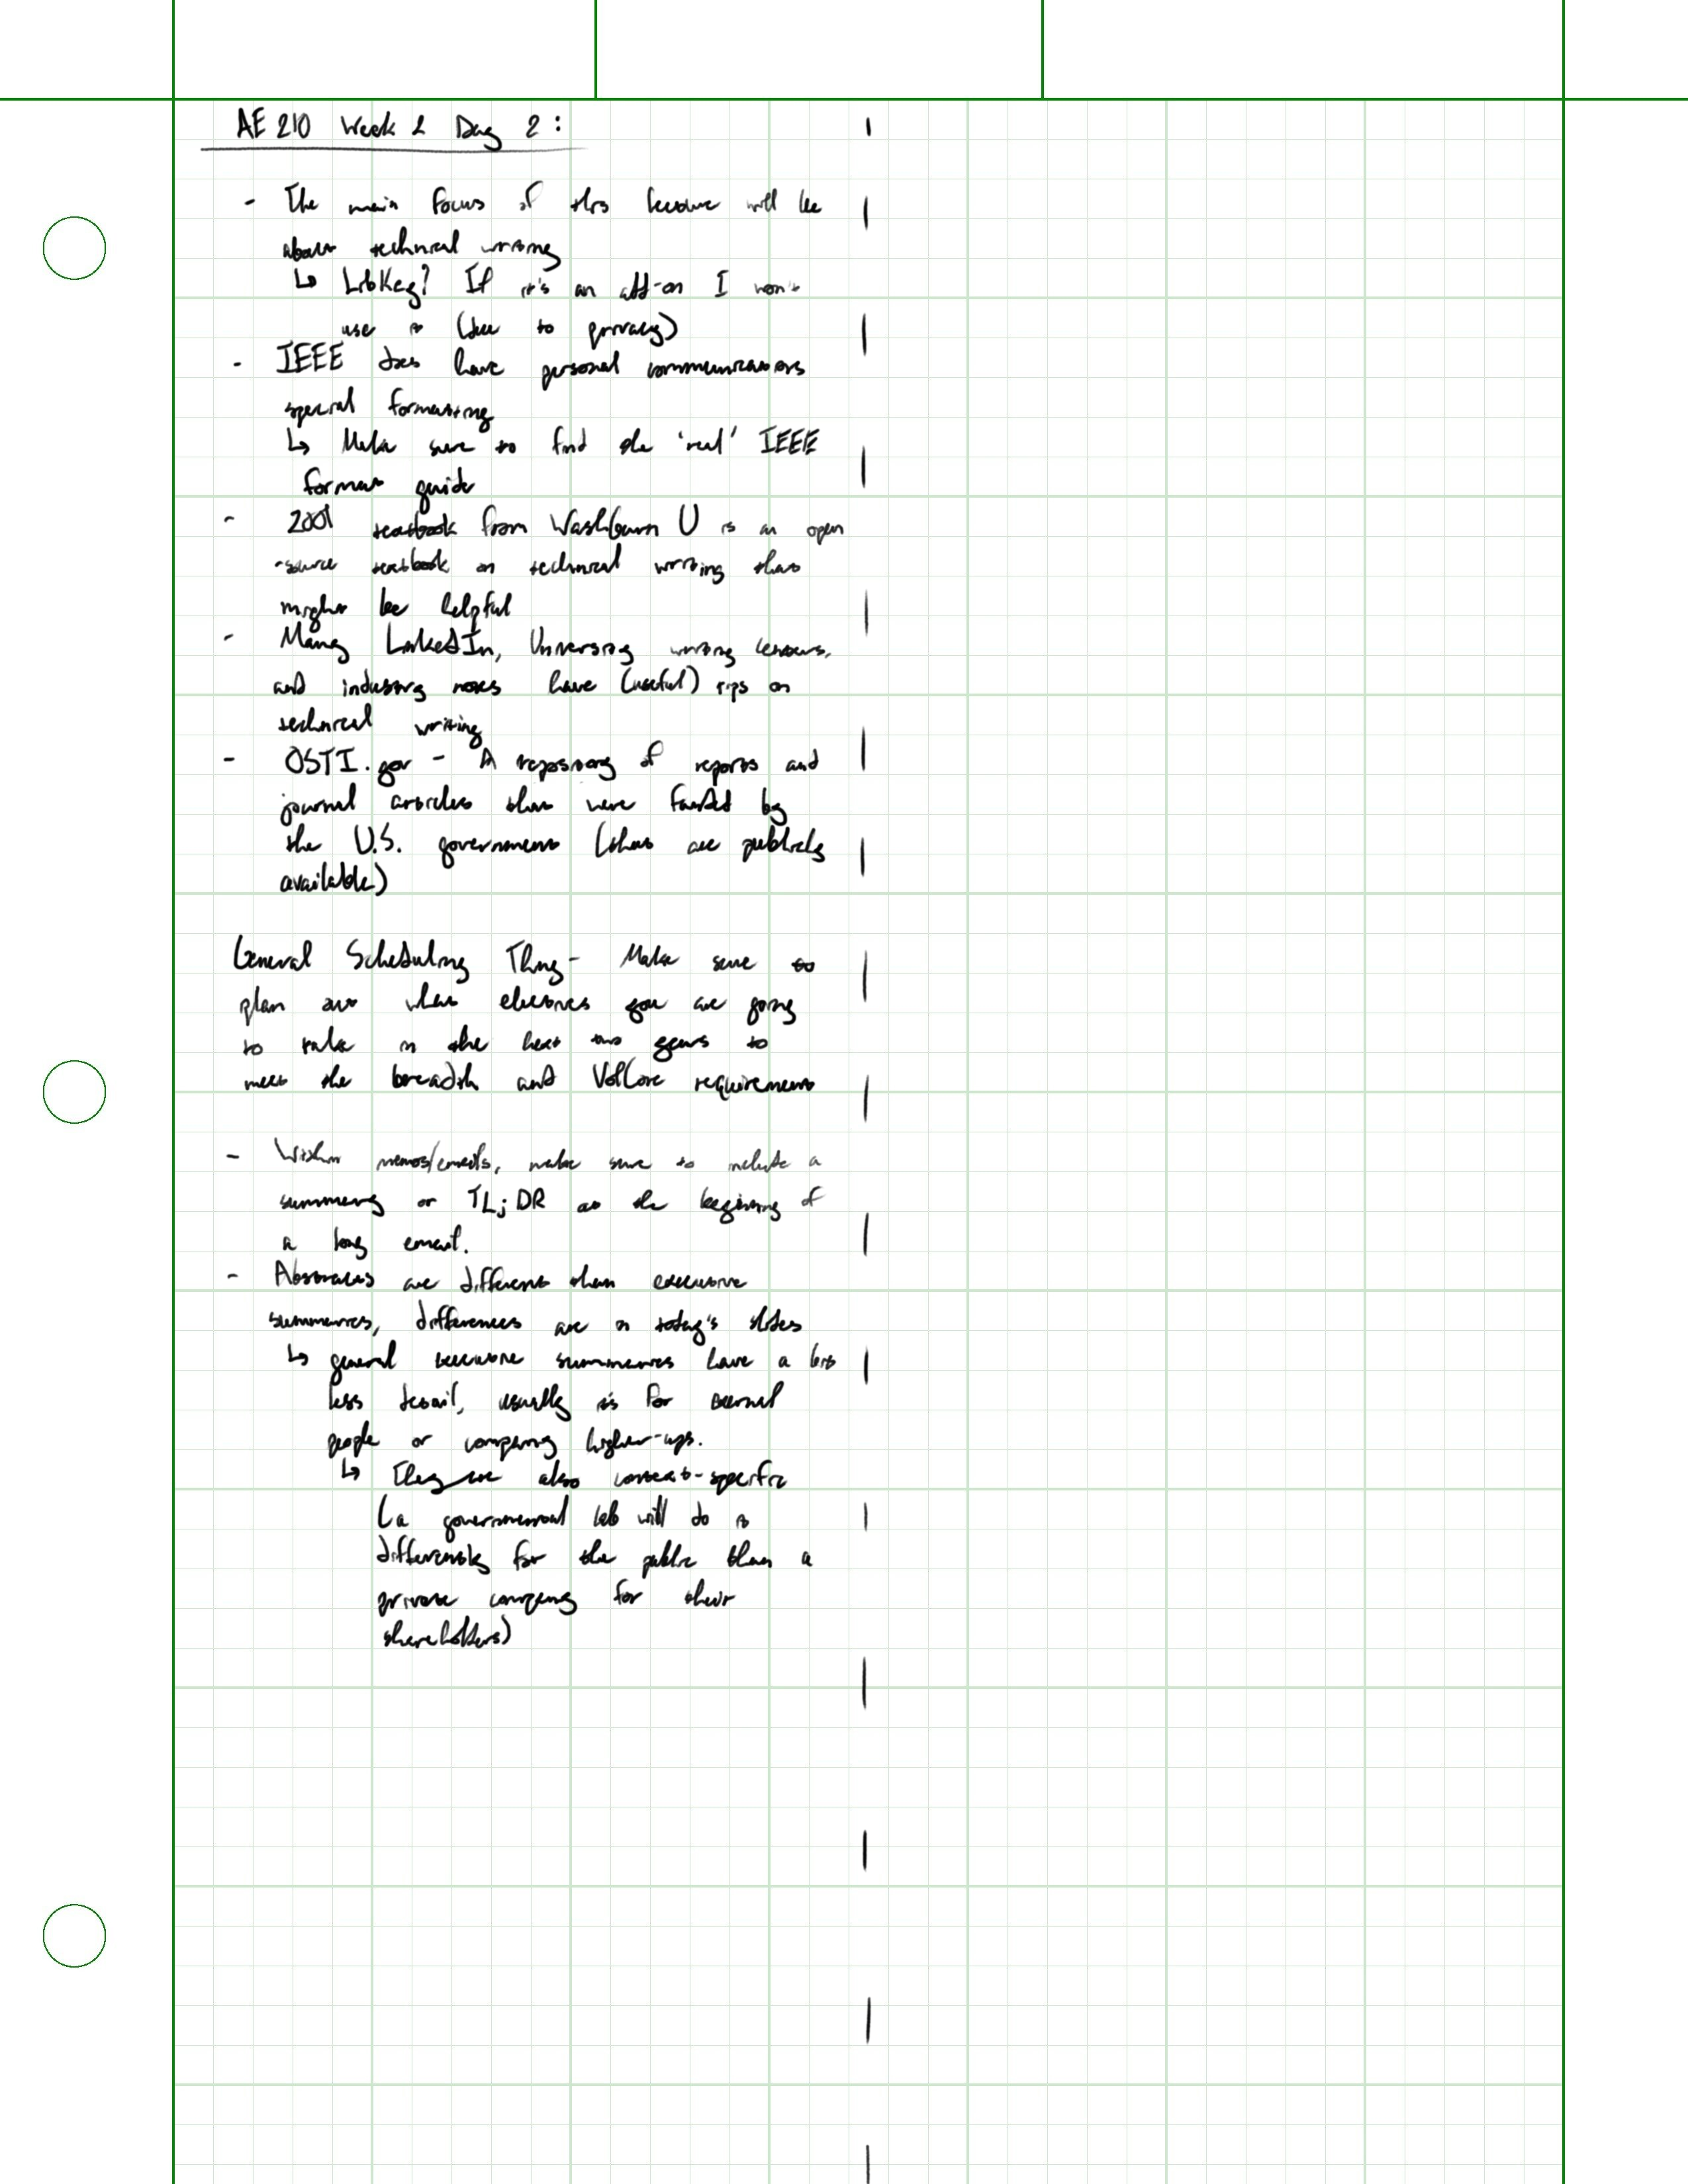 AE 210 Week 2 Day 2:
- The main focus of this lecture will be
about technical writing
↳ LibKey? If it's an add-on I won't
use it (due to privacy)
- IEEE does have personal communications
special formatting
↳ Make sure to find the 'real' IEEE
format guide
- 2001 textbook from Washburn U is an open
-source textbook on technical writing that
might be helpful
- Many LinkedIn, University writing centers,
and industry notes have (useful) tips on
technical writing
- OSTI.gov - A repository of reports and
journal articles that were funded by
the U.S. government (that are publicly
available)
General Scheduling Thing - Make sure to
plan out what electives you are going
to take in the next two years to
meet the breadth and VolCore requirement
- Within memos/emails, make sure to include a
summary or TL;DR at the beginning of
a long email.
- Abstracts are different than executive
summaries, differences are in today's slides
↳ general executive summaries have a bit
less detail, usually is for external
people or company higher-ups.
↳ They are also context-specific
(a governmental lab will do it
differently for the public than a
private company for their
shareholders)